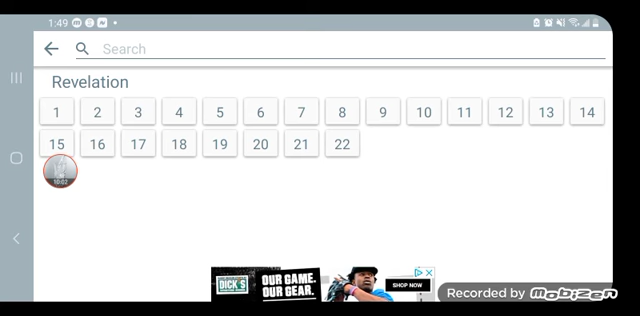 1:49
Search
Revelation
1 2 3 4 5 6 7 8 9 10 11 12 13 14
15 16 17 18 19 20 21 22
10:02
DICK'S
OUR GAME.
OUR GEAR.
SHOP NOW
Recorded by MOBIZEN